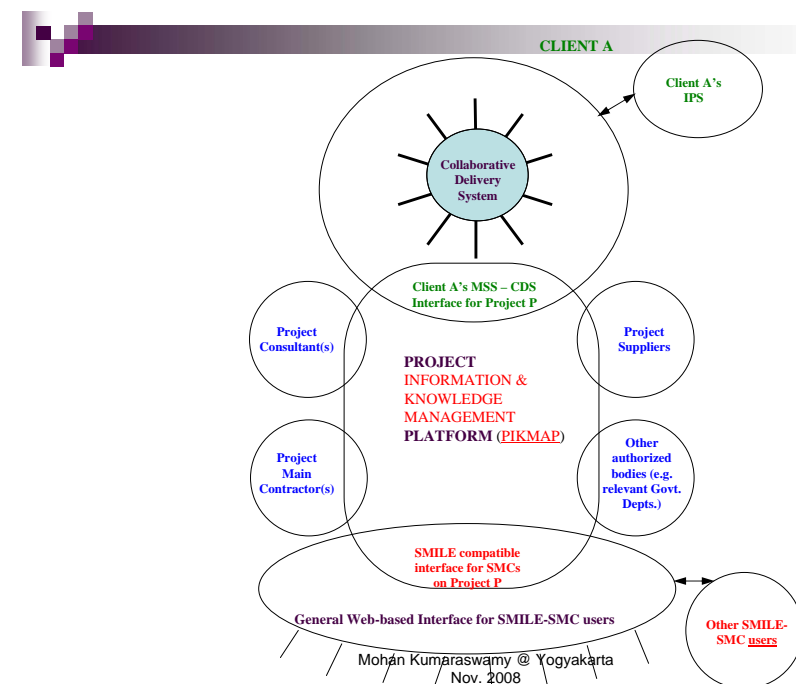 CLIENT A
Client A's
IPS
Collaborative
Delivery
System
Client A's MSS – CDS
Interface for Project P
Project
Consultant(s)
Project
Suppliers
PROJECT
INFORMATION &
KNOWLEDGE
MANAGEMENT
PLATFORM (PIKMAP)
Project
Main
Contractor(s)
Other
authorized
bodies (e.g.
relevant Govt.
Depts.)
SMILE compatible
interface for SMCs
on Project P
General Web-based Interface for SMILE-SMC users
Other SMILE-
SMC users
Mohan Kumaraswamy @ Yogyakarta
Nov. 2008